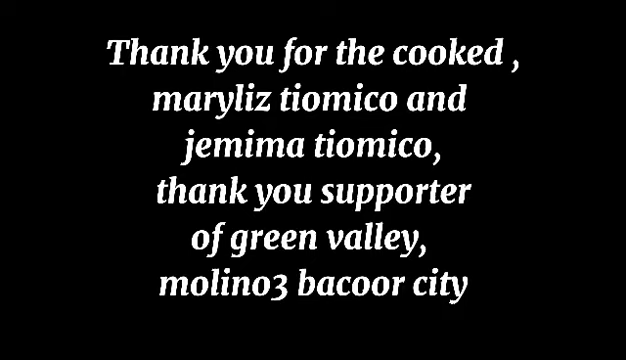 Thank you for the cooked ,
maryliz tiomico and
jemima tiomico,
thank you supporter
of green valley,
molino3 bacoor city